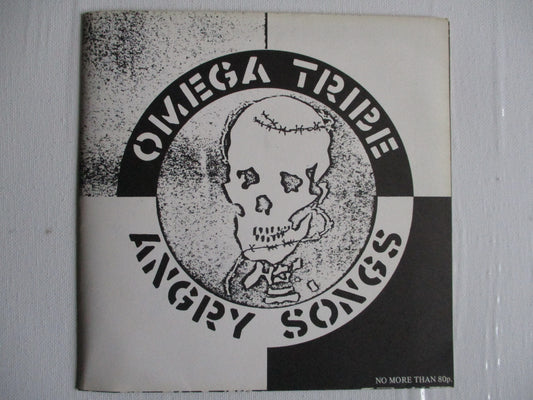 OMEGA TRIBE
ANGRY SONGS
NO MORE THAN 80p.